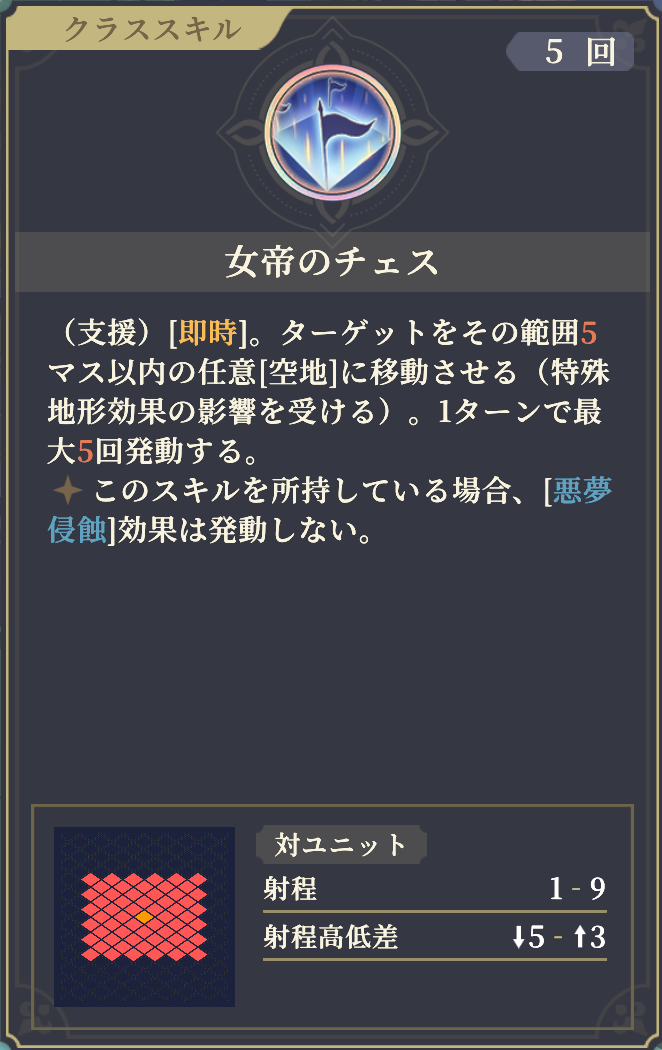 クラススキル
5 回
女帝のチェス
（支援）[即時]。ターゲットをその範囲5
マス以内の任意[空地]に移動させる（特殊
地形効果の影響を受ける）。1ターンで最
大5回発動する。
このスキルを所持している場合、[悪夢
侵蝕]効果は発動しない。
対ユニット
射程 1 - 9
射程高低差 ⬇5 - ⬆3